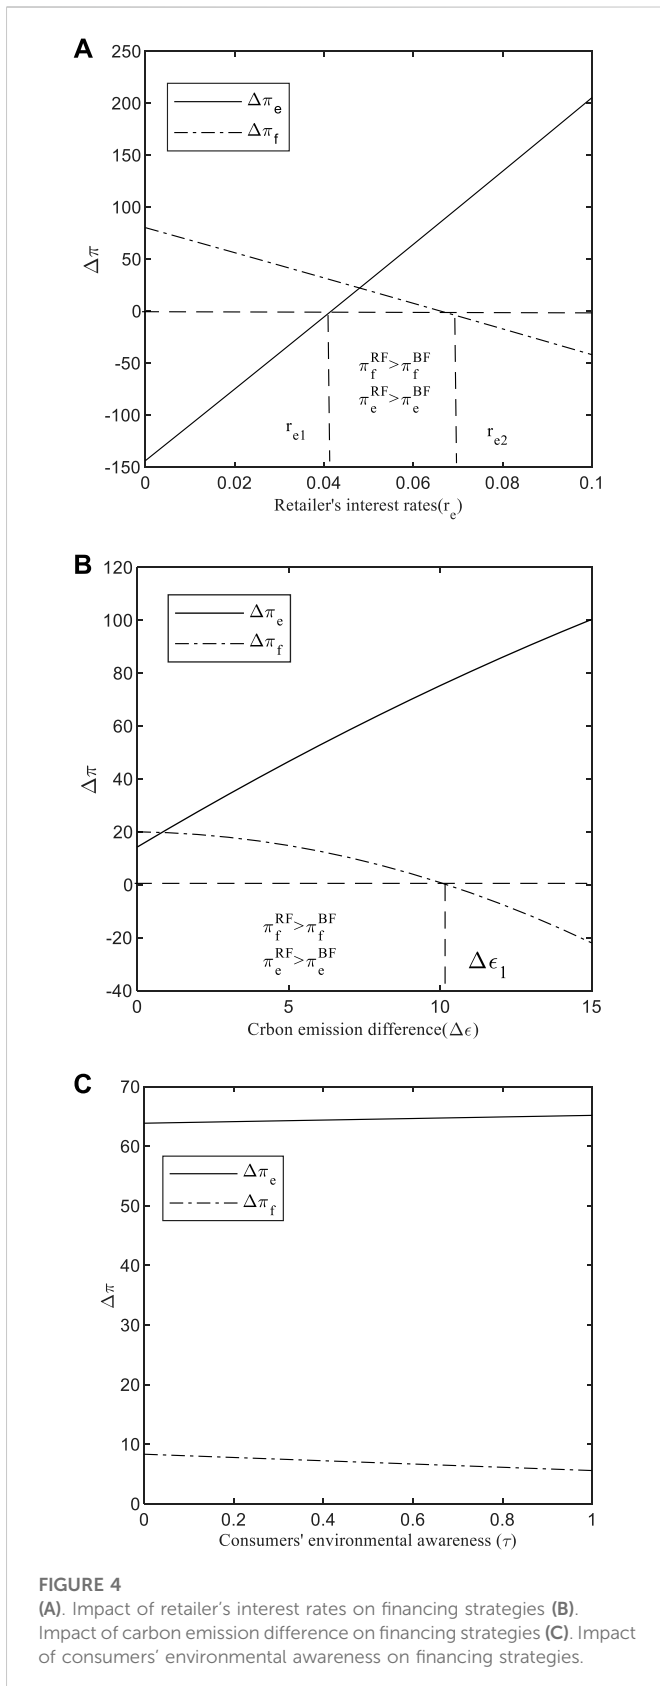 A
250
200
150
100
50
0
-50
-100
-150
Δπ
Δπe
Δπf
πfRF>πfBF
πeRF>πeBF
re1
re2
0 0.02 0.04 0.06 0.08 0.1
Retailer's interest rates(re)
B
120
100
80
60
40
20
0
-20
-40
Δπ
Δπe
Δπf
πfRF>πfBF
πeRF>πeBF
Δϵ1
0 5 10 15
Crbon emission difference(Δϵ)
C
70
60
50
40
30
20
10
0
Δπ
Δπe
Δπf
0 0.2 0.4 0.6 0.8 1
Consumers' environmental awareness (τ)
FIGURE 4
(A). Impact of retailer’s interest rates on financing strategies (B).
Impact of carbon emission difference on financing strategies (C). Impact
of consumers’ environmental awareness on financing strategies.